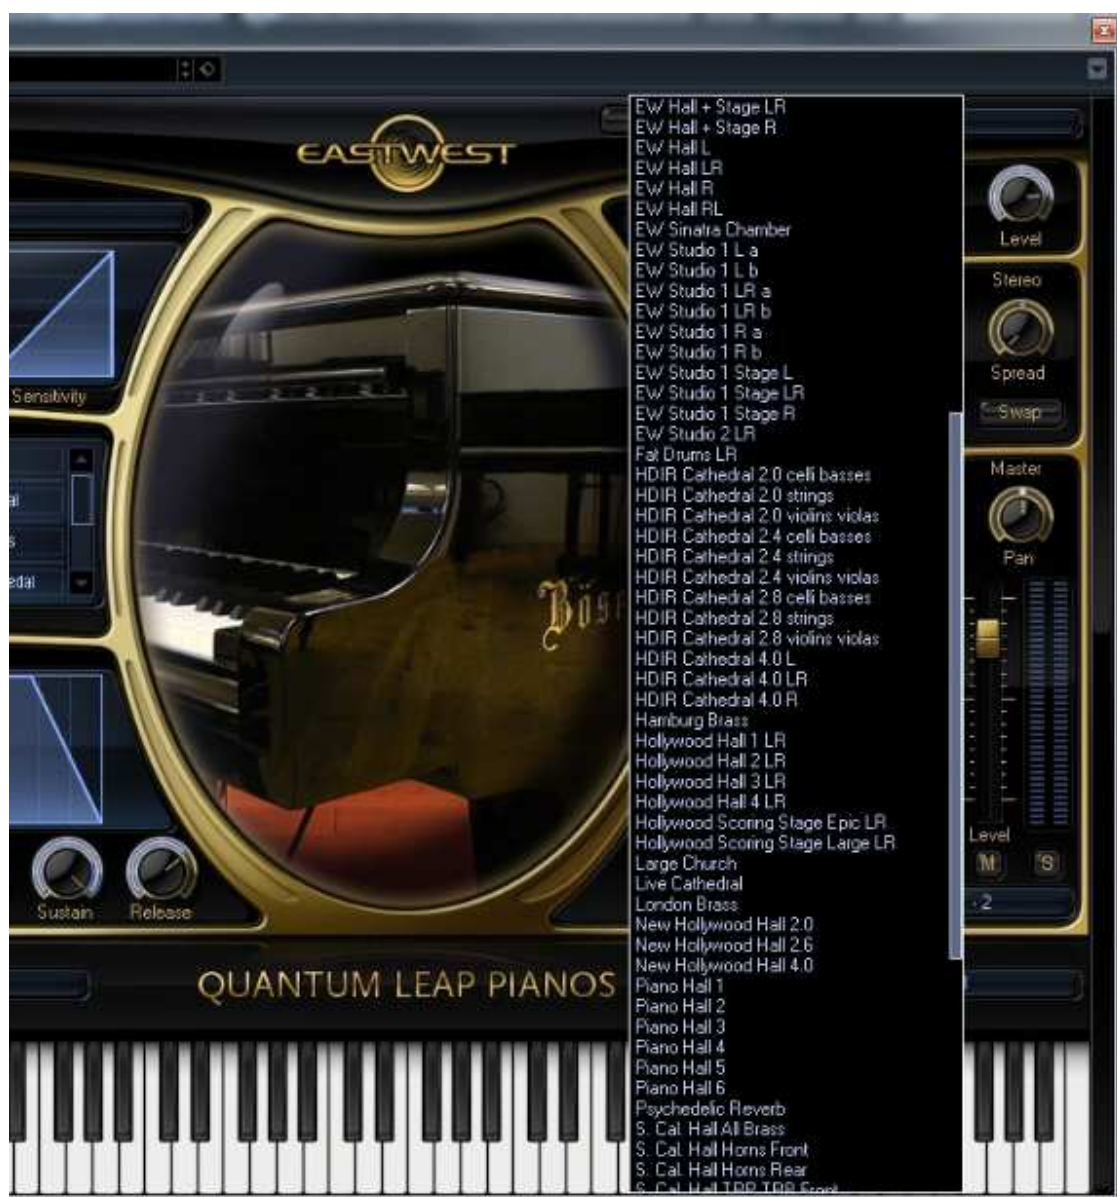 EASTWEST
Sensitivity
al
s
edal
Bös
Sustain
Release
QUANTUM LEAP PIANOS
EW Hall + Stage LR
EW Hall + Stage R
EW Hall L
EW Hall LR
EW Hall R
EW Hall RL
EW Sinatra Chamber
EW Studio 1 L a
EW Studio 1 L b
EW Studio 1 LR a
EW Studio 1 LR b
EW Studio 1 R a
EW Studio 1 R b
EW Studio 1 Stage L
EW Studio 1 Stage LR
EW Studio 1 Stage R
EW Studio 2 LR
Fat Drums LR
HDIR Cathedral 2.0 celli basses
HDIR Cathedral 2.0 strings
HDIR Cathedral 2.0 violins violas
HDIR Cathedral 2.4 celli basses
HDIR Cathedral 2.4 strings
HDIR Cathedral 2.4 violins violas
HDIR Cathedral 2.8 celli basses
HDIR Cathedral 2.8 strings
HDIR Cathedral 2.8 violins violas
HDIR Cathedral 4.0 L
HDIR Cathedral 4.0 LR
HDIR Cathedral 4.0 R
Hamburg Brass
Hollywood Hall 1 LR
Hollywood Hall 2 LR
Hollywood Hall 3 LR
Hollywood Hall 4 LR
Hollywood Scoring Stage Epic LR
Hollywood Scoring Stage Large LR
Large Church
Live Cathedral
London Brass
New Hollywood Hall 2.0
New Hollywood Hall 2.6
New Hollywood Hall 4.0
Piano Hall 1
Piano Hall 2
Piano Hall 3
Piano Hall 4
Piano Hall 5
Piano Hall 6
Psychedelic Reverb
S. Cal. Hall All Brass
S. Cal. Hall Horns Front
S. Cal. Hall Horns Rear
S. Cal. Hall TBP TBP Front
Level
Stereo
Spread
Swap
Master
Pan
Level
M
S
- 2